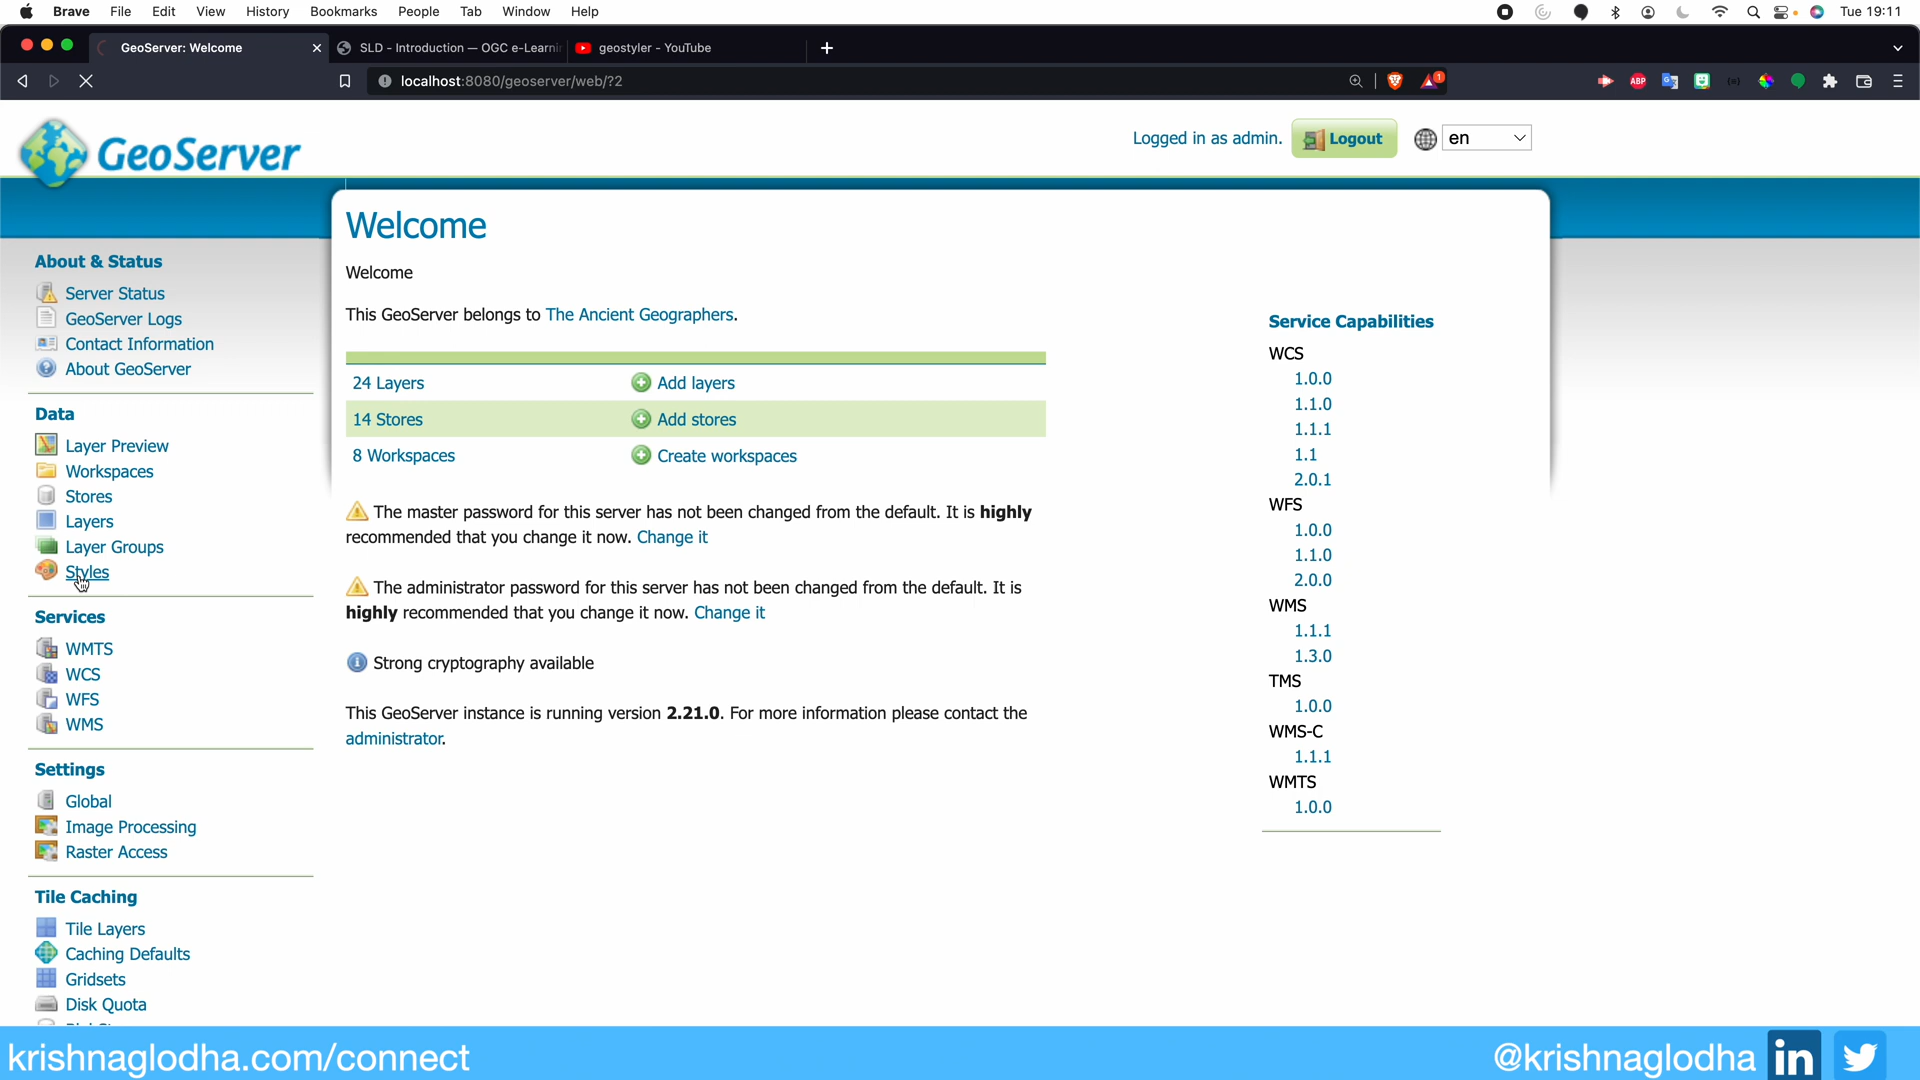 Brave File Edit View History Bookmarks People Tab Window Help Tue 19:11
GeoServer: Welcome SLD - Introduction — OGC e-Learni geostyler - YouTube
localhost:8080/geoserver/web/?2 ABP 1
GeoServer
Logged in as admin. Logout en
Welcome
Welcome
This GeoServer belongs to The Ancient Geographers.
24 Layers Add layers
14 Stores Add stores
8 Workspaces Create workspaces
The master password for this server has not been changed from the default. It is highly
recommended that you change it now. Change it
The administrator password for this server has not been changed from the default. It is
highly recommended that you change it now. Change it
Strong cryptography available
This GeoServer instance is running version 2.21.0. For more information please contact the
administrator.
About & Status
Server Status
GeoServer Logs
Contact Information
About GeoServer
Data
Layer Preview
Workspaces
Stores
Layers
Layer Groups
Styles
Services
WMTS
WCS
WFS
WMS
Settings
Global
Image Processing
Raster Access
Tile Caching
Tile Layers
Caching Defaults
Gridsets
Disk Quota
Service Capabilities
WCS
1.0.0
1.1.0
1.1.1
1.1
2.0.1
WFS
1.0.0
1.1.0
2.0.0
WMS
1.1.1
1.3.0
TMS
1.0.0
WMS-C
1.1.1
WMTS
1.0.0
krishnaglodha.com/connect @krishnaglodha in